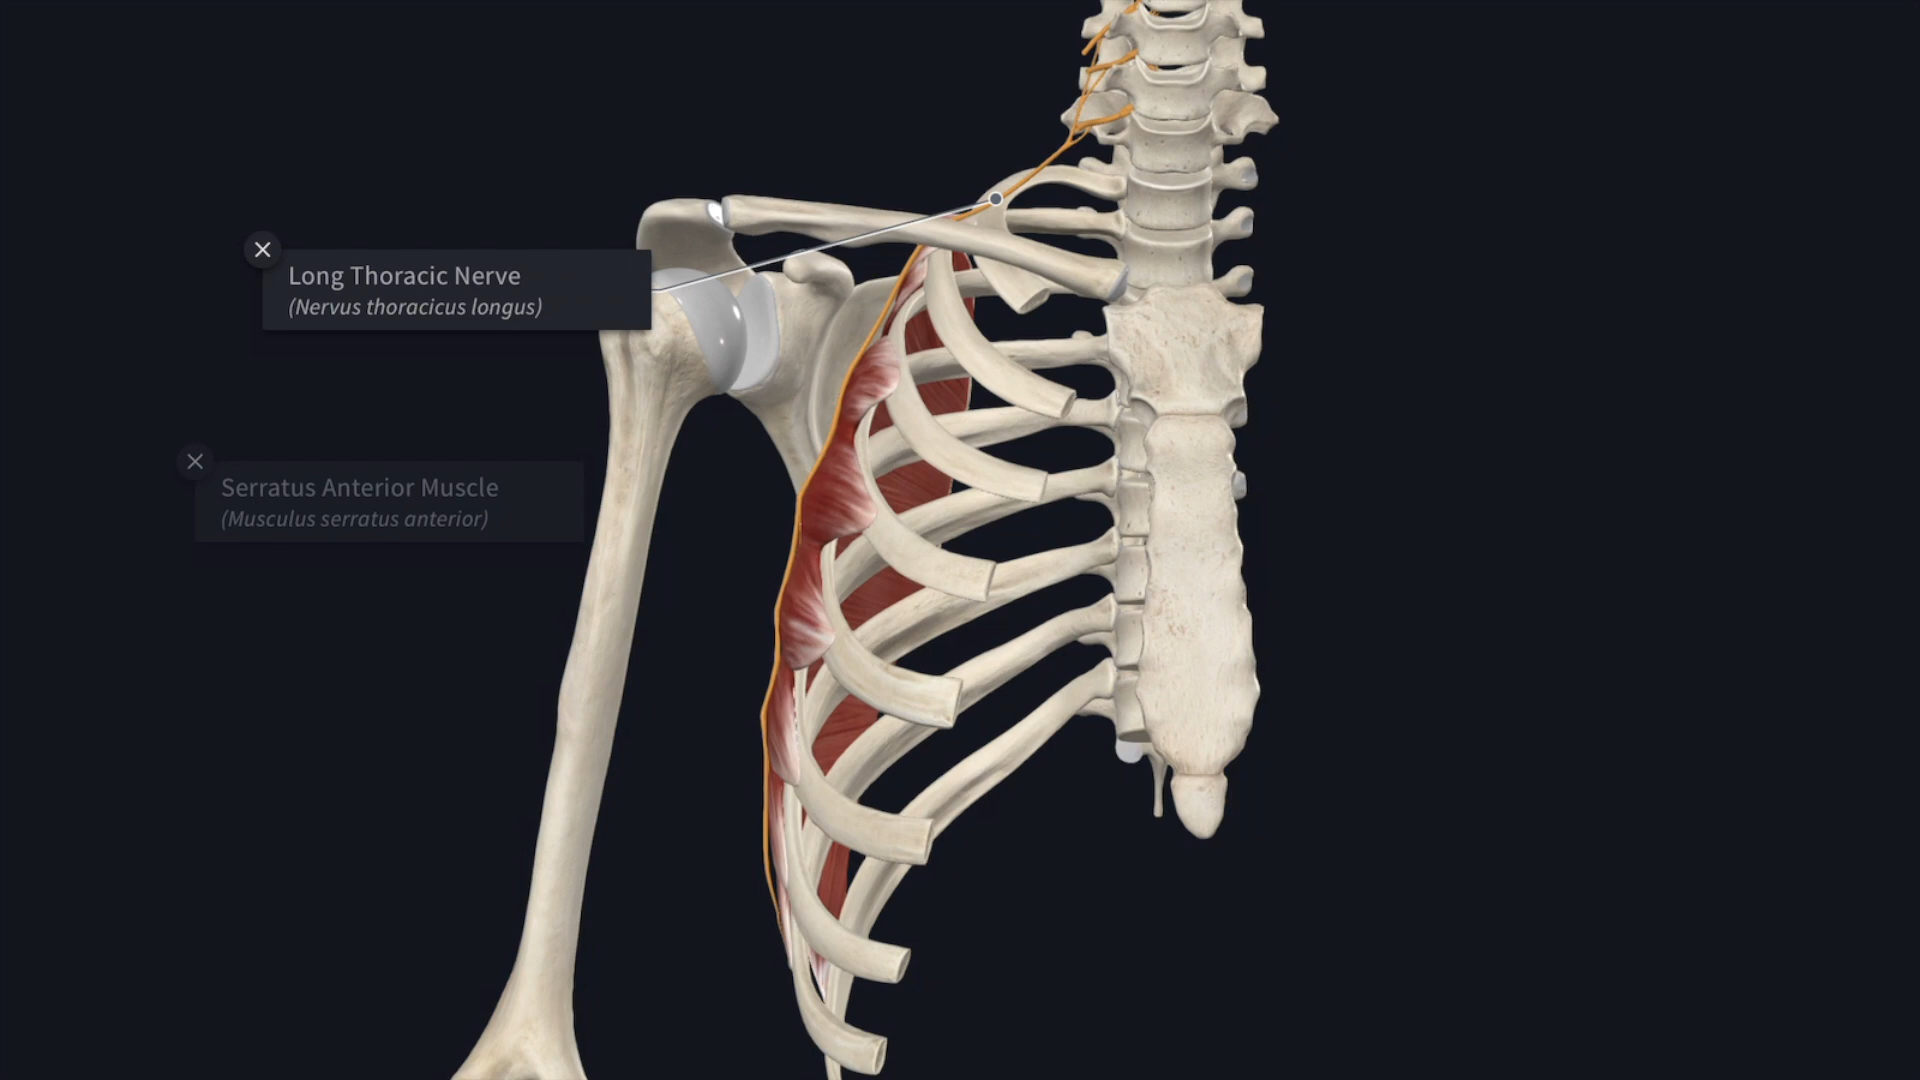 Long Thoracic Nerve
(Nervus thoracicus longus)
Serratus Anterior Muscle
(Musculus serratus anterior)